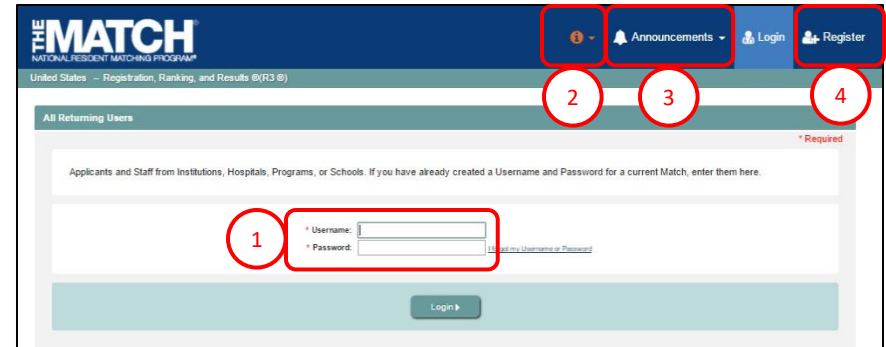 THE MATCH®
NATIONAL RESIDENT MATCHING PROGRAM®
Announcements
Login
Register
United States – Registration, Ranking, and Results ®(R3 ®)
2
3
4
All Returning Users
* Required
Applicants and Staff from Institutions, Hospitals, Programs, or Schools. If you have already created a Username and Password for a current Match, enter them here.
1
* Username:
* Password:
I forgot my Username or Password
Login